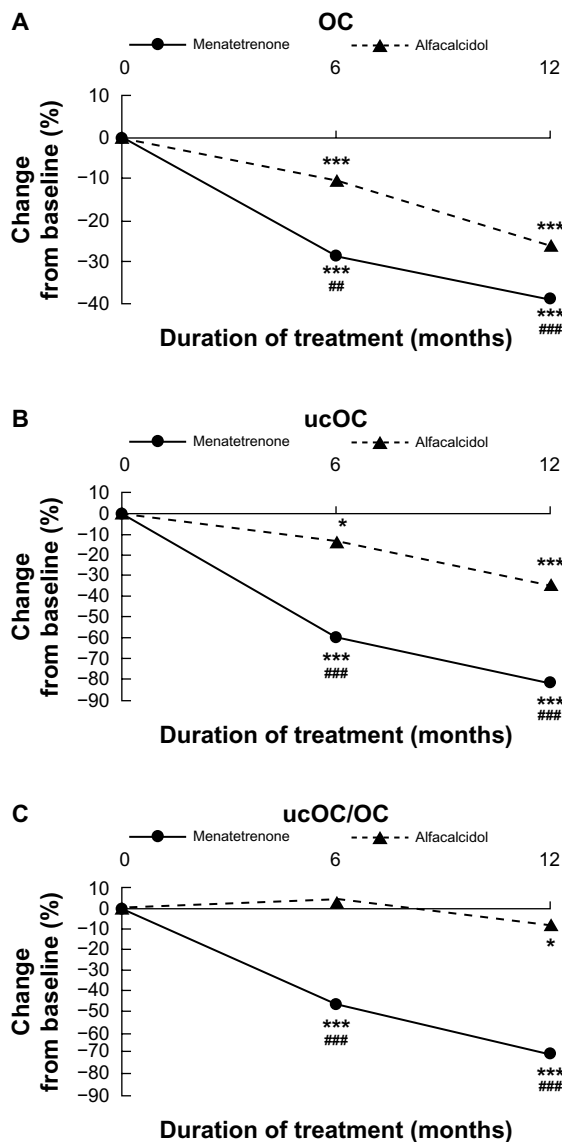 A
OC
Menatetrenone
Alfacalcidol
0 6 12
10
0
−10
−20
−30
−40
Change
from baseline (%)
***
***
***
##
***
###
Duration of treatment (months)
B
ucOC
Menatetrenone
Alfacalcidol
0 6 12
10
0
−10
−20
−30
−40
−50
−60
−70
−80
−90
Change
from baseline (%)
*
***
***
###
***
###
Duration of treatment (months)
C
ucOC/OC
Menatetrenone
Alfacalcidol
0 6 12
10
0
−10
−20
−30
−40
−50
−60
−70
−80
−90
Change
from baseline (%)
*
***
###
***
###
Duration of treatment (months)